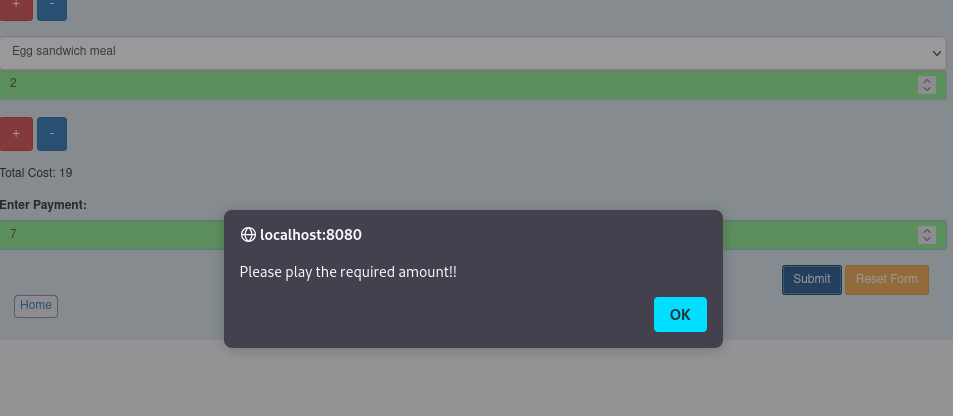 + -
Egg sandwich meal
2
+ -
Total Cost: 19
Enter Payment:
7
localhost:8080
Please play the required amount!!
OK
Submit Reset Form
Home